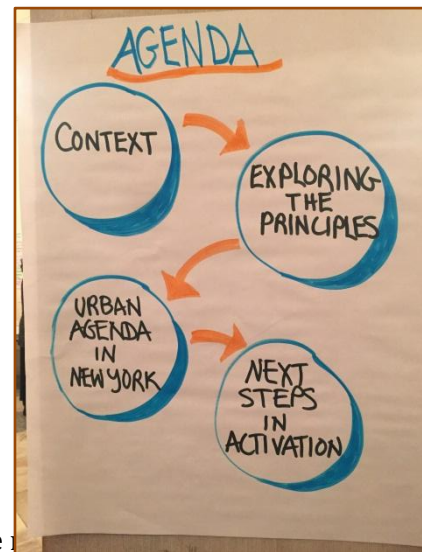 AGENDA
CONTEXT
EXPLORING
THE
PRINCIPLES
URBAN
AGENDA
IN
NEW YORK
NEXT
STEPS
IN
ACTIVATION